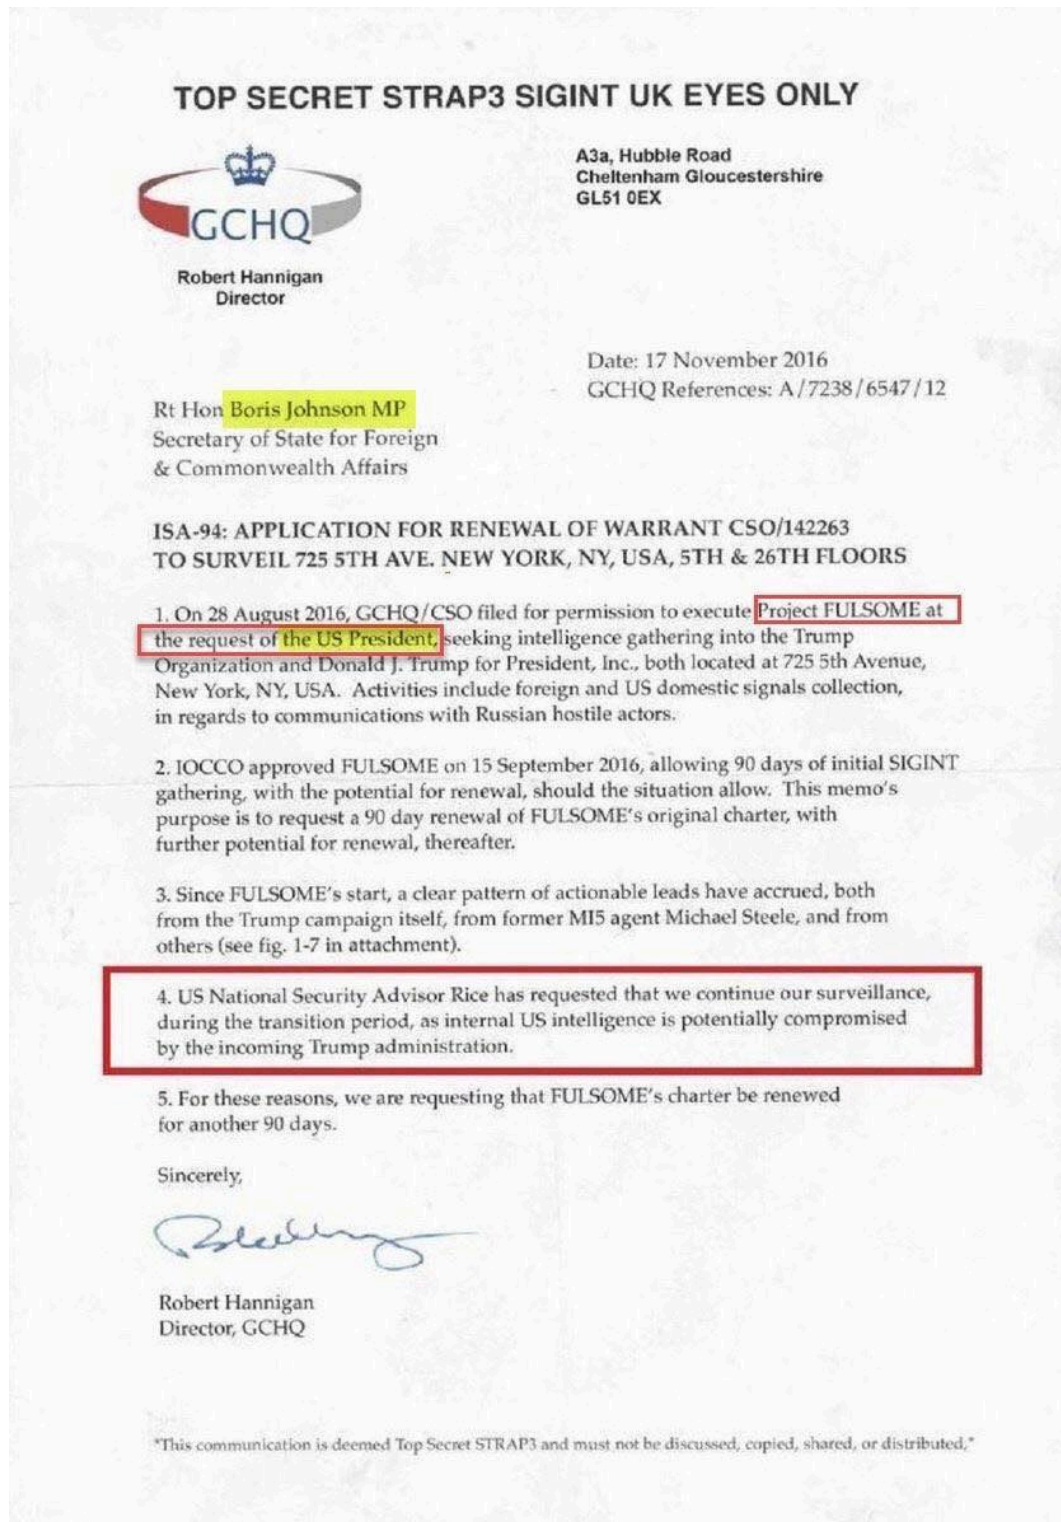 TOP SECRET STRAP3 SIGINT UK EYES ONLY
GCHQ
Robert Hannigan
Director
A3a, Hubble Road
Cheltenham Gloucestershire
GL51 0EX
Date: 17 November 2016
GCHQ References: A/7238/6547/12
Rt Hon Boris Johnson MP
Secretary of State for Foreign
& Commonwealth Affairs
ISA-94: APPLICATION FOR RENEWAL OF WARRANT CSO/142263
TO SURVEIL 725 5TH AVE. NEW YORK, NY, USA, 5TH & 26TH FLOORS
1. On 28 August 2016, GCHQ/CSO filed for permission to execute Project FULSOME at
the request of the US President, seeking intelligence gathering into the Trump
Organization and Donald J. Trump for President, Inc., both located at 725 5th Avenue,
New York, NY, USA. Activities include foreign and US domestic signals collection,
in regards to communications with Russian hostile actors.
2. IOCCO approved FULSOME on 15 September 2016, allowing 90 days of initial SIGINT
gathering, with the potential for renewal, should the situation allow. This memo's
purpose is to request a 90 day renewal of FULSOME's original charter, with
further potential for renewal, thereafter.
3. Since FULSOME's start, a clear pattern of actionable leads have accrued, both
from the Trump campaign itself, from former MI5 agent Michael Steele, and from
others (see fig. 1-7 in attachment).
4. US National Security Advisor Rice has requested that we continue our surveillance,
during the transition period, as internal US intelligence is potentially compromised
by the incoming Trump administration.
5. For these reasons, we are requesting that FULSOME's charter be renewed
for another 90 days.
Sincerely,
Robert Hannigan
Director, GCHQ
"This communication is deemed Top Secret STRAP3 and must not be discussed, copied, shared, or distributed."